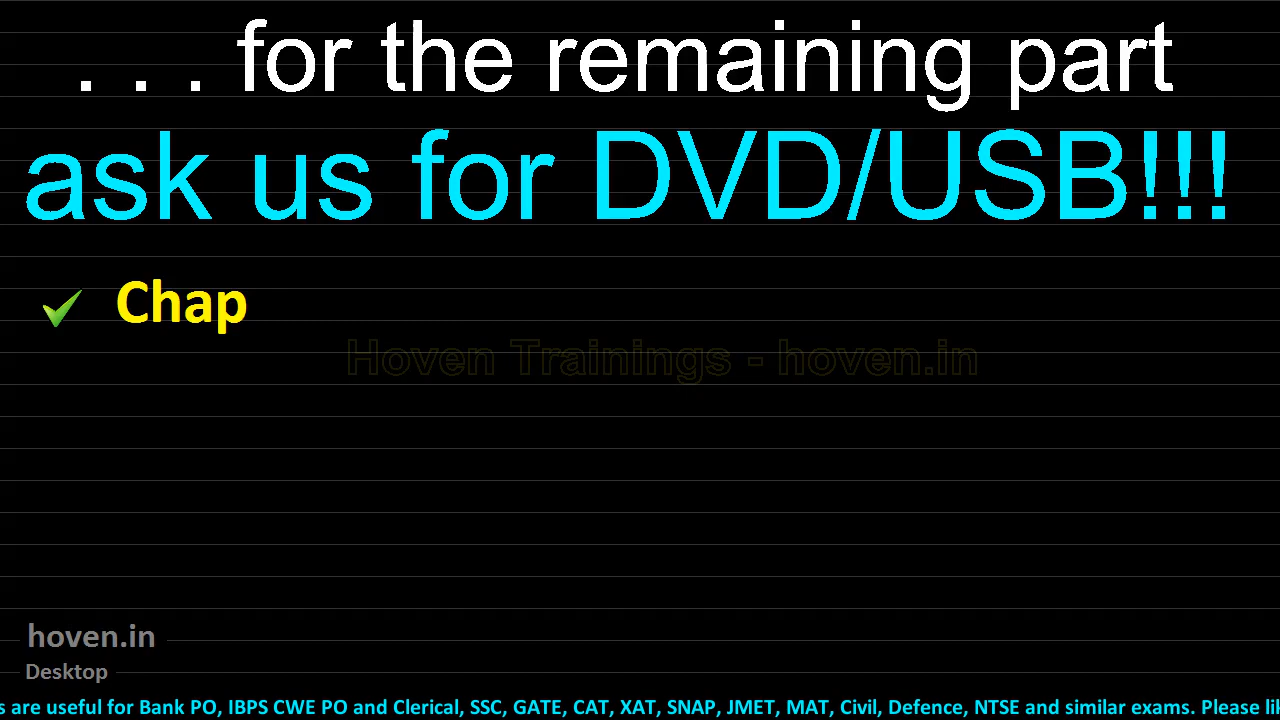 . . . for the remaining part
ask us for DVD/USB!!!
Chap
Hoven Trainings - hoven.in
hoven.in
Desktop
s are useful for Bank PO, IBPS CWE PO and Clerical, SSC, GATE, CAT, XAT, SNAP, JMET, MAT, Civil, Defence, NTSE and similar exams. Please li